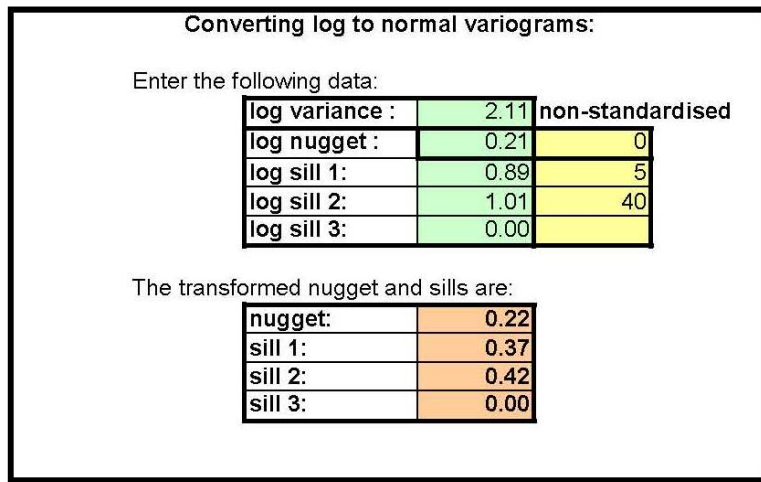 Converting log to normal variograms:
Enter the following data:
log variance : 2.11 non-standardised
log nugget : 0.21 0
log sill 1: 0.89 5
log sill 2: 1.01 40
log sill 3: 0.00
The transformed nugget and sills are:
nugget: 0.22
sill 1: 0.37
sill 2: 0.42
sill 3: 0.00